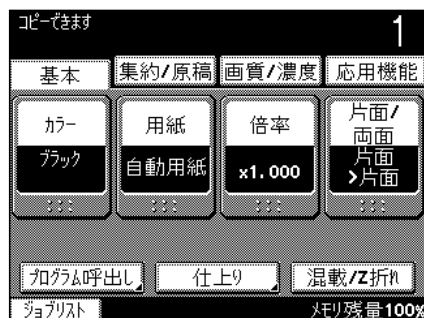 ｺﾋﾟｰできます
1
基本 集約/原稿 画質/濃度 応用機能
カラー 用紙 倍率 片面/両面
ブラック 自動用紙 x1.000 片面>片面
ﾌﾟﾛｸﾞﾗﾑ呼出し 仕上り 混載/Z折れ
ジョブリスト ﾒﾓﾘ残量100%